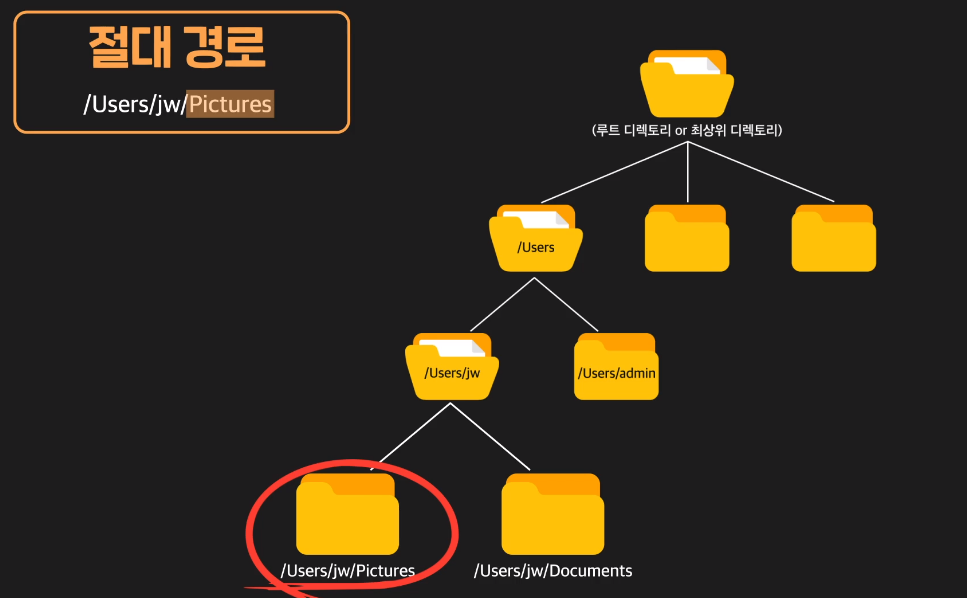 절대 경로
/Users/jw/Pictures
(루트 디렉토리 or 최상위 디렉토리)
/Users
/Users/jw
/Users/admin
/Users/jw/Pictures
/Users/jw/Documents